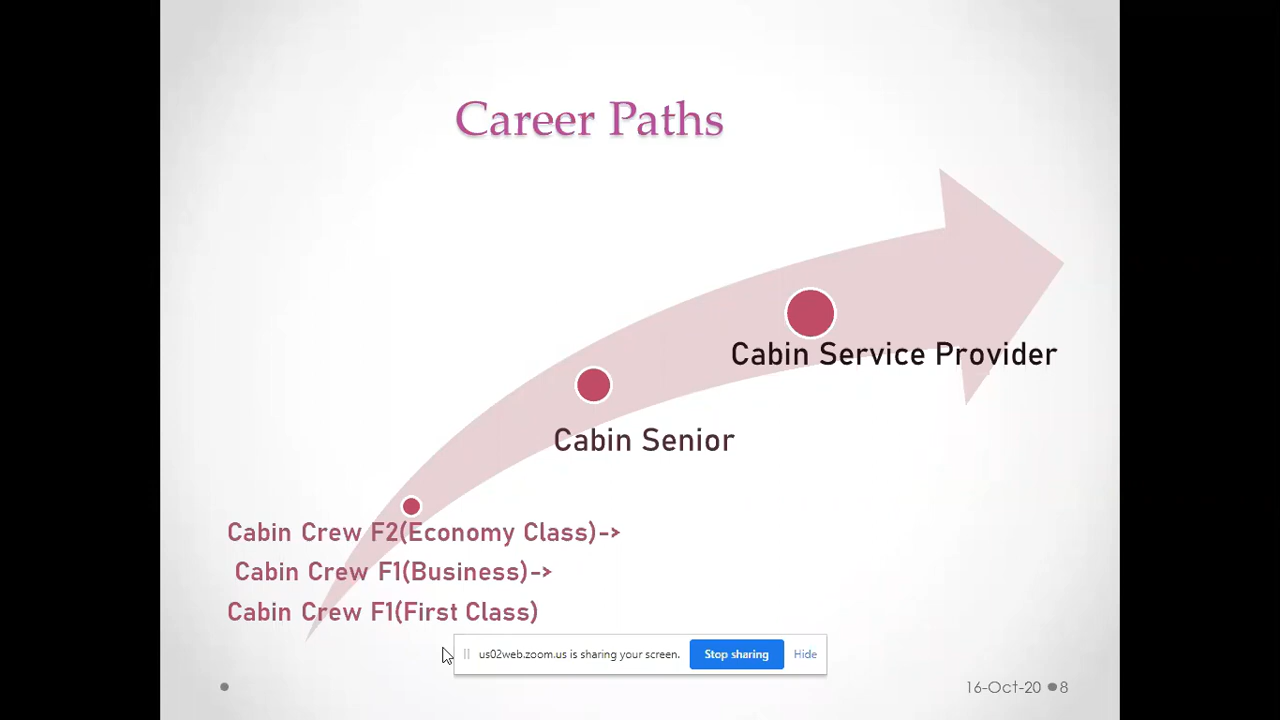 Career Paths
Cabin Service Provider
Cabin Senior
Cabin Crew F2(Economy Class)->
Cabin Crew F1(Business)->
Cabin Crew F1(First Class)
us02web.zoom.us is sharing your screen. Stop sharing Hide
16-Oct-20 8